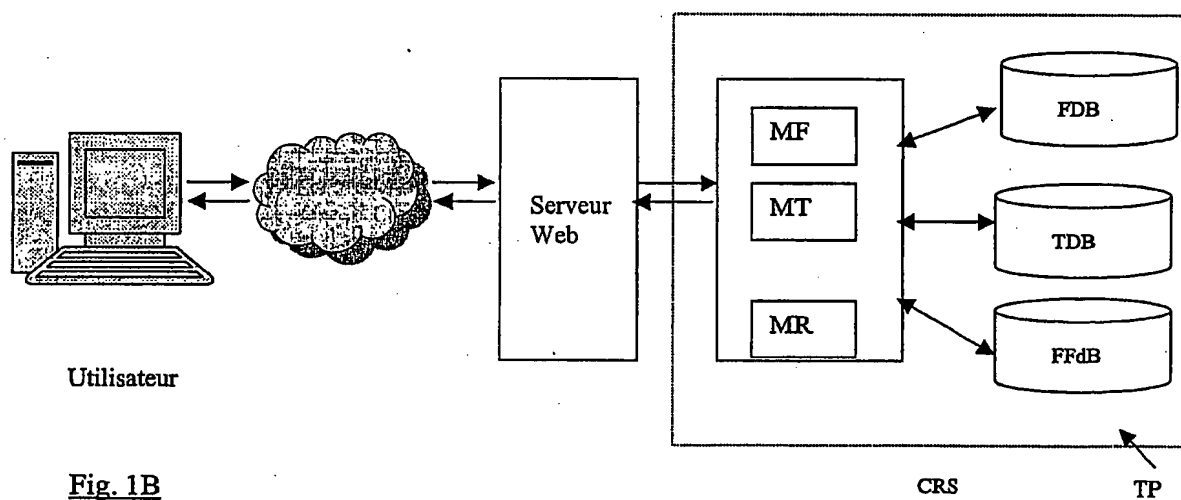 FDB
MF
MT
Serveur
Web
TDB
MR
FFdB
Utilisateur
Fig. 1B
CRS
TP